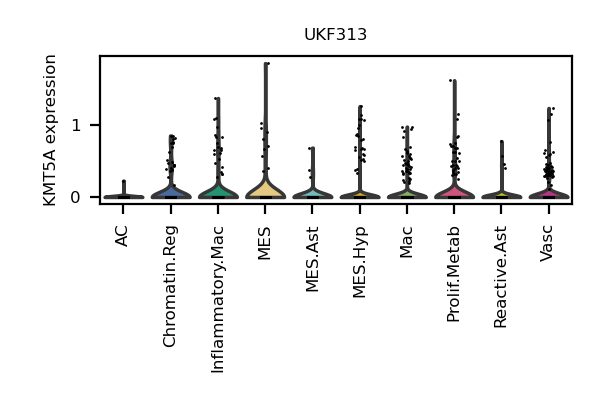 UKF313
KMT5A expression
1
0
AC
Chromatin.Reg
Inflammatory.Mac
MES
MES.Ast
MES.Hyp
Mac
Prolif.Metab
Reactive.Ast
Vasc